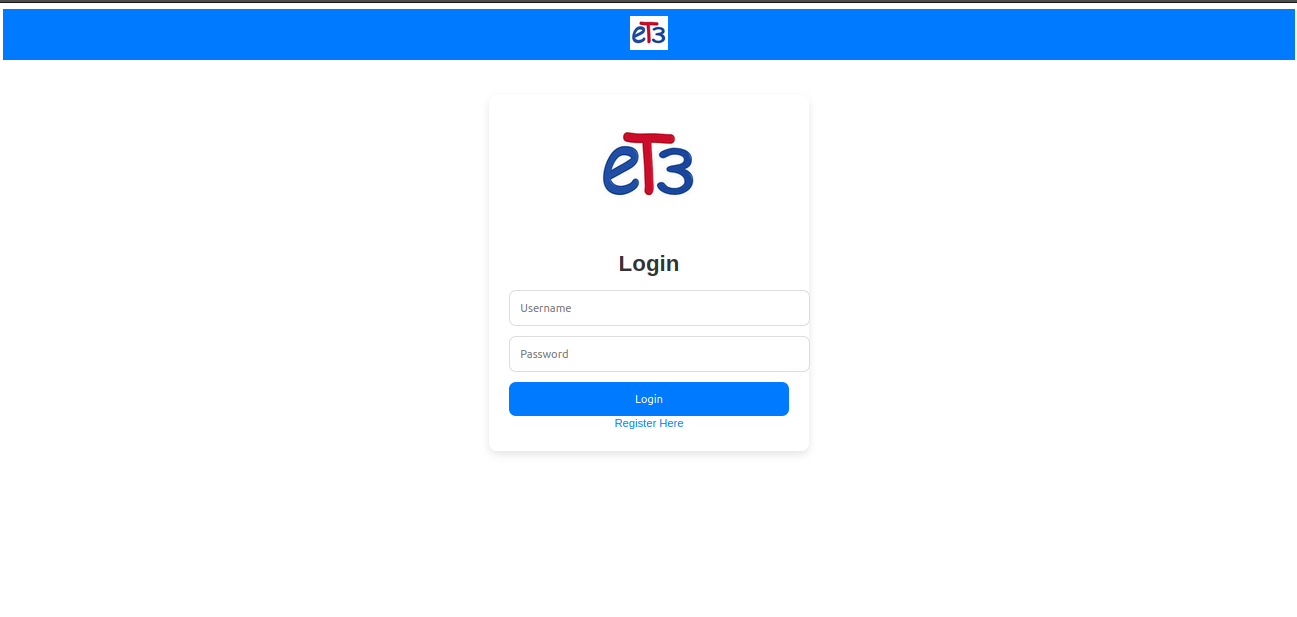 eT3
eT3
Login
Username
Password
Login
Register Here